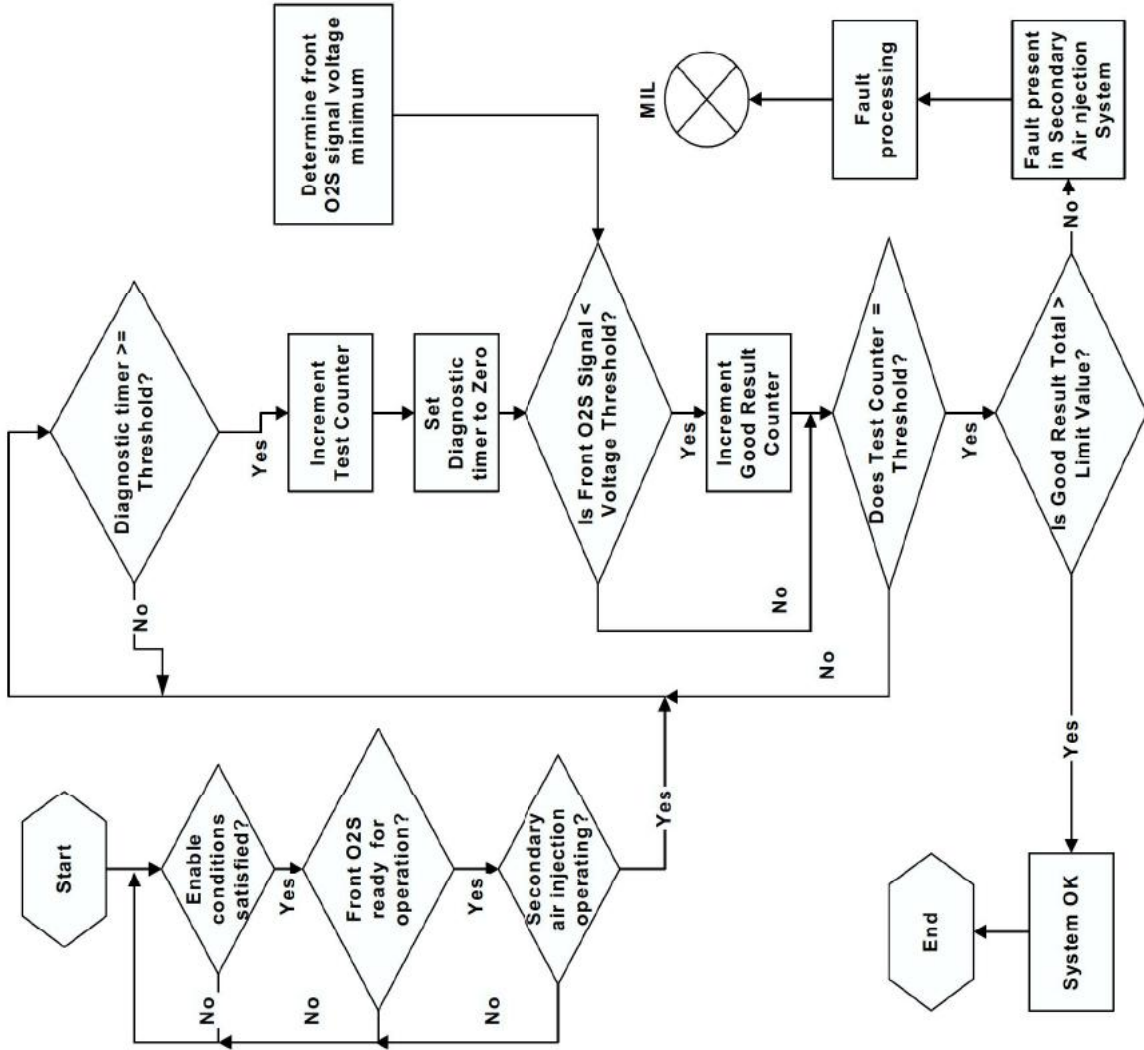 Start
Enable
conditions
satisfied?
No
Yes
Front O2S
ready for
operation?
No
Yes
Secondary
air injection
operating?
No
Yes
Diagnostic timer >=
Threshold?
No
Yes
Increment
Test Counter
Set
Diagnostic
timer to Zero
Determine front
O2S signal voltage
minimum
Is Front O2S Signal <
Voltage Threshold?
No
Yes
Increment
Good Result
Counter
Does Test Counter =
Threshold?
No
Yes
Is Good Result Total >
Limit Value?
Yes
No
System OK
End
Fault present
in Secondary
Air njection
System
Fault
processing
MIL